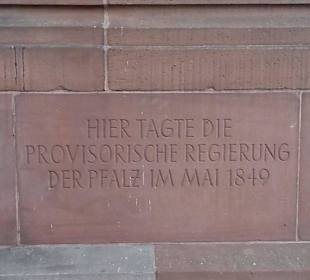 HIER TAGTE DIE
PROVISORISCHE REGIERUNG
DER PFALZ IM MAI 1849